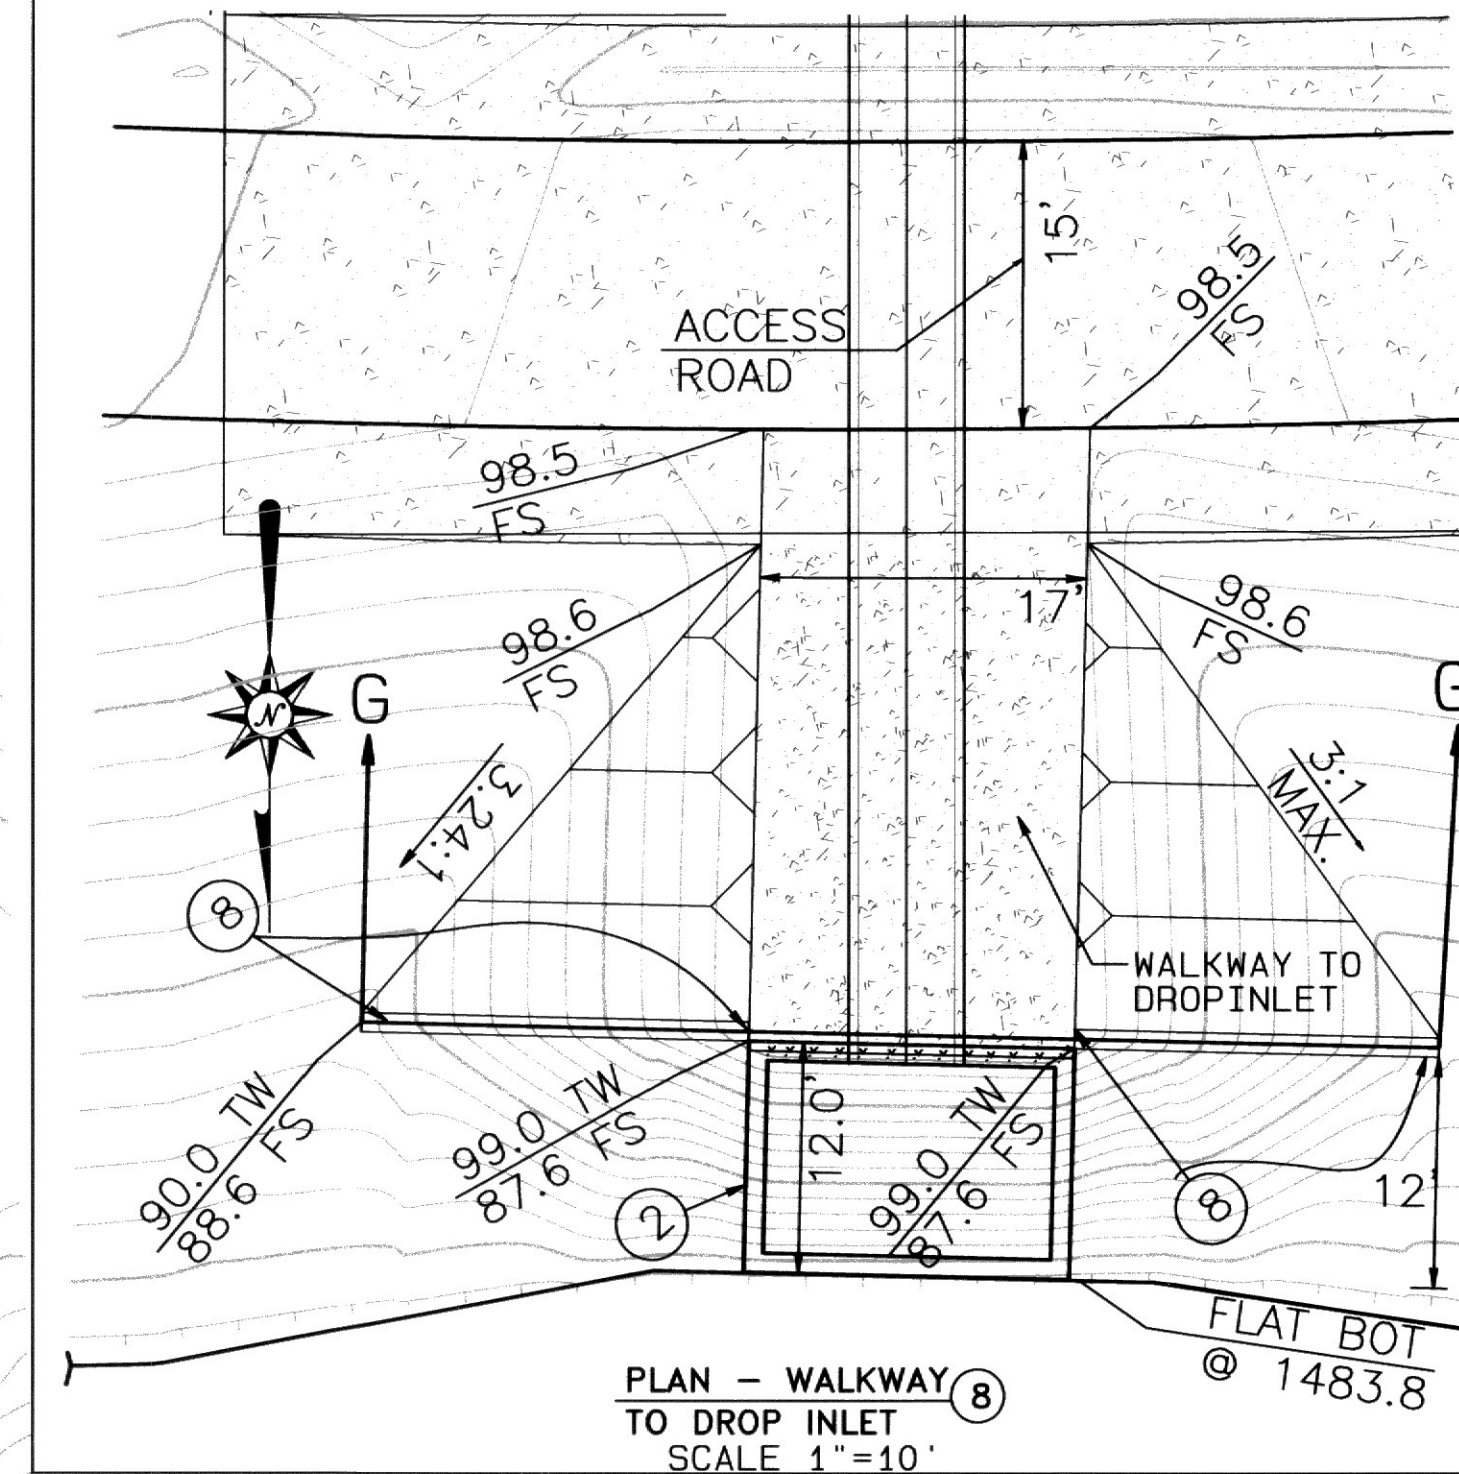 15'
98.5
FS
ACCESS
ROAD
98.5
FS
17'
98.6
FS
98.6
FS
N
G
G
3.24:1
3:1
MAX.
8
WALKWAY TO
DROPINLET
90.0 TW
88.6 FS
99.0 TW
87.6 FS
12.0'
99.0 TW
87.6 FS
2
8
12'
FLAT BOT
@ 1483.8
PLAN - WALKWAY 8
TO DROP INLET
SCALE 1"=10'